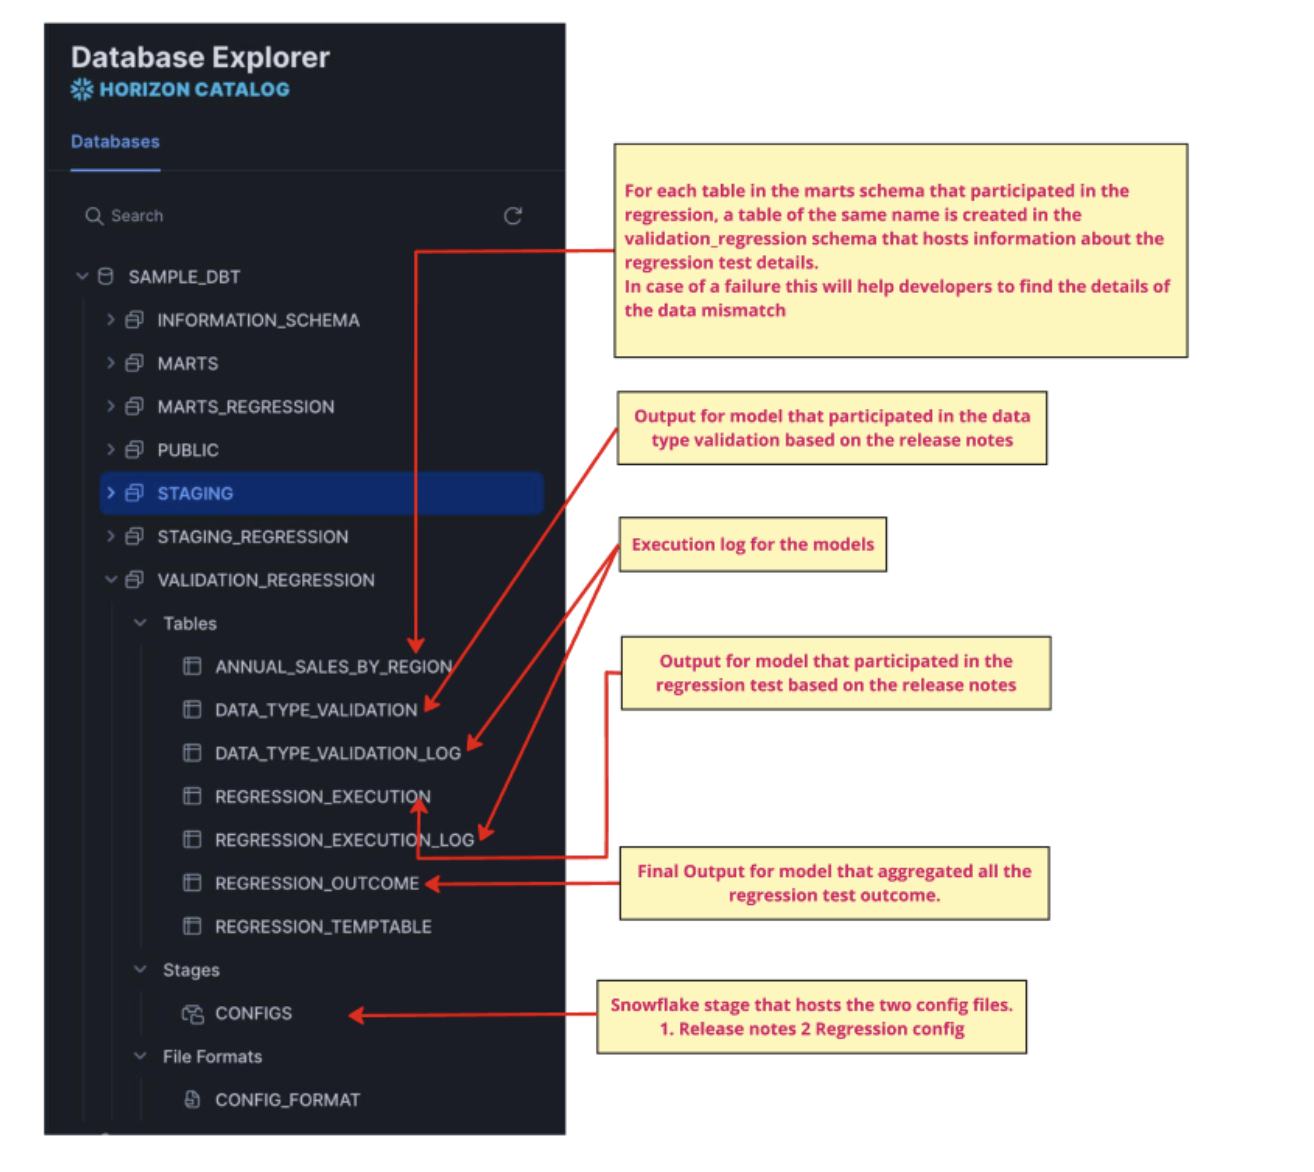 Database Explorer
HORIZON CATALOG
Databases
Search
SAMPLE_DBT
INFORMATION_SCHEMA
MARTS
MARTS_REGRESSION
PUBLIC
STAGING
STAGING_REGRESSION
VALIDATION_REGRESSION
Tables
ANNUAL_SALES_BY_REGION
DATA_TYPE_VALIDATION
DATA_TYPE_VALIDATION_LOG
REGRESSION_EXECUTION
REGRESSION_EXECUTION_LOG
REGRESSION_OUTCOME
REGRESSION_TEMPTABLE
Stages
CONFIGS
File Formats
CONFIG_FORMAT
For each table in the marts schema that participated in the
regression, a table of the same name is created in the
validation_regression schema that hosts information about the
regression test details.
In case of a failure this will help developers to find the details of
the data mismatch
Output for model that participated in the data
type validation based on the release notes
Execution log for the models
Output for model that participated in the
regression test based on the release notes
Final Output for model that aggregated all the
regression test outcome.
Snowflake stage that hosts the two config files.
1. Release notes 2 Regression config